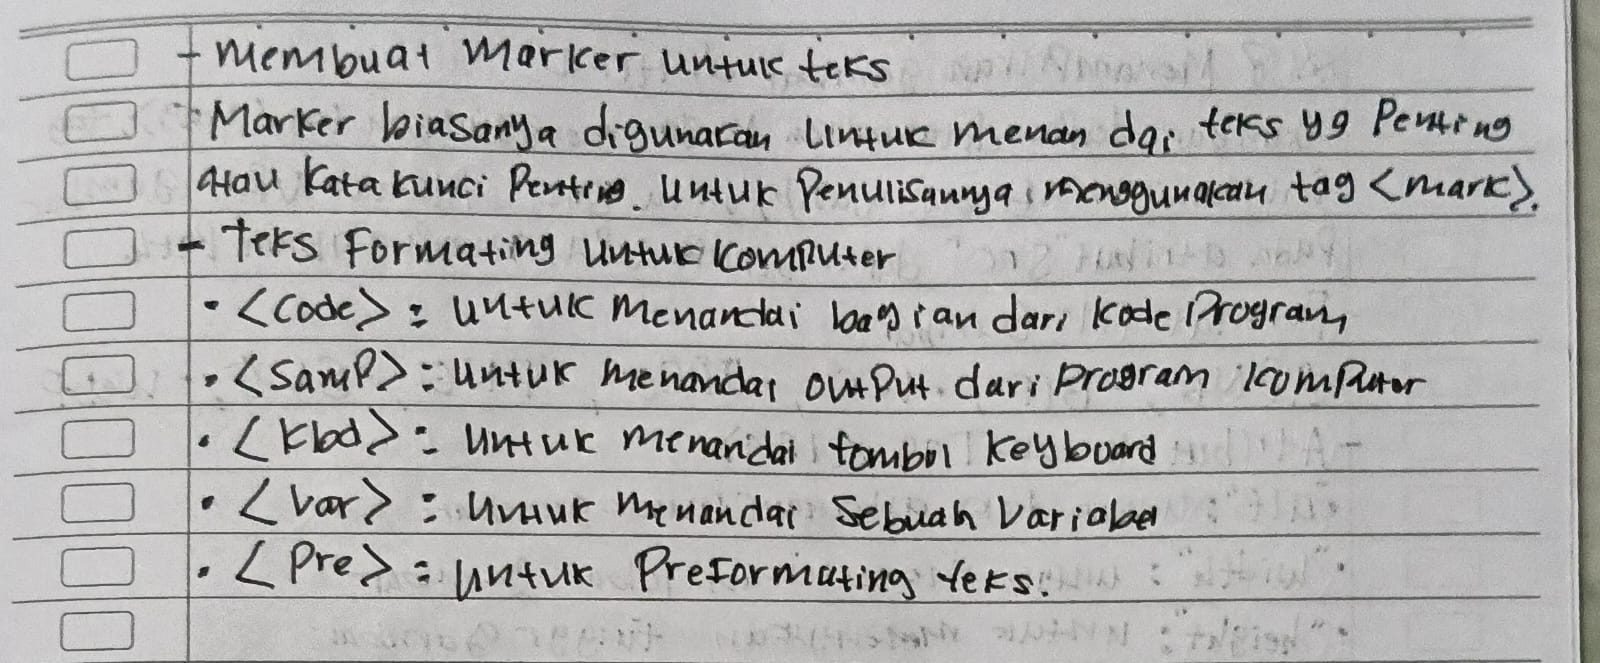 - Membuat Marker untuk teks
- Marker biasanya digunakan Untuk menandai teks yg Penting
atau Kata kunci Penting. Untuk Penulisannya menggunakan tag <mark>.
- Teks Formating Untuk Komputer
• <Code> : Untuk Menandai bagian dari Kode Program
• <Samp> : Untuk menandai output dari program komputer
• <Kbd> : Untuk menandai tombol Keyboard
• <Var> : Untuk Menandai Sebuah Variabel
• <Pre> : Untuk Preformating teks.